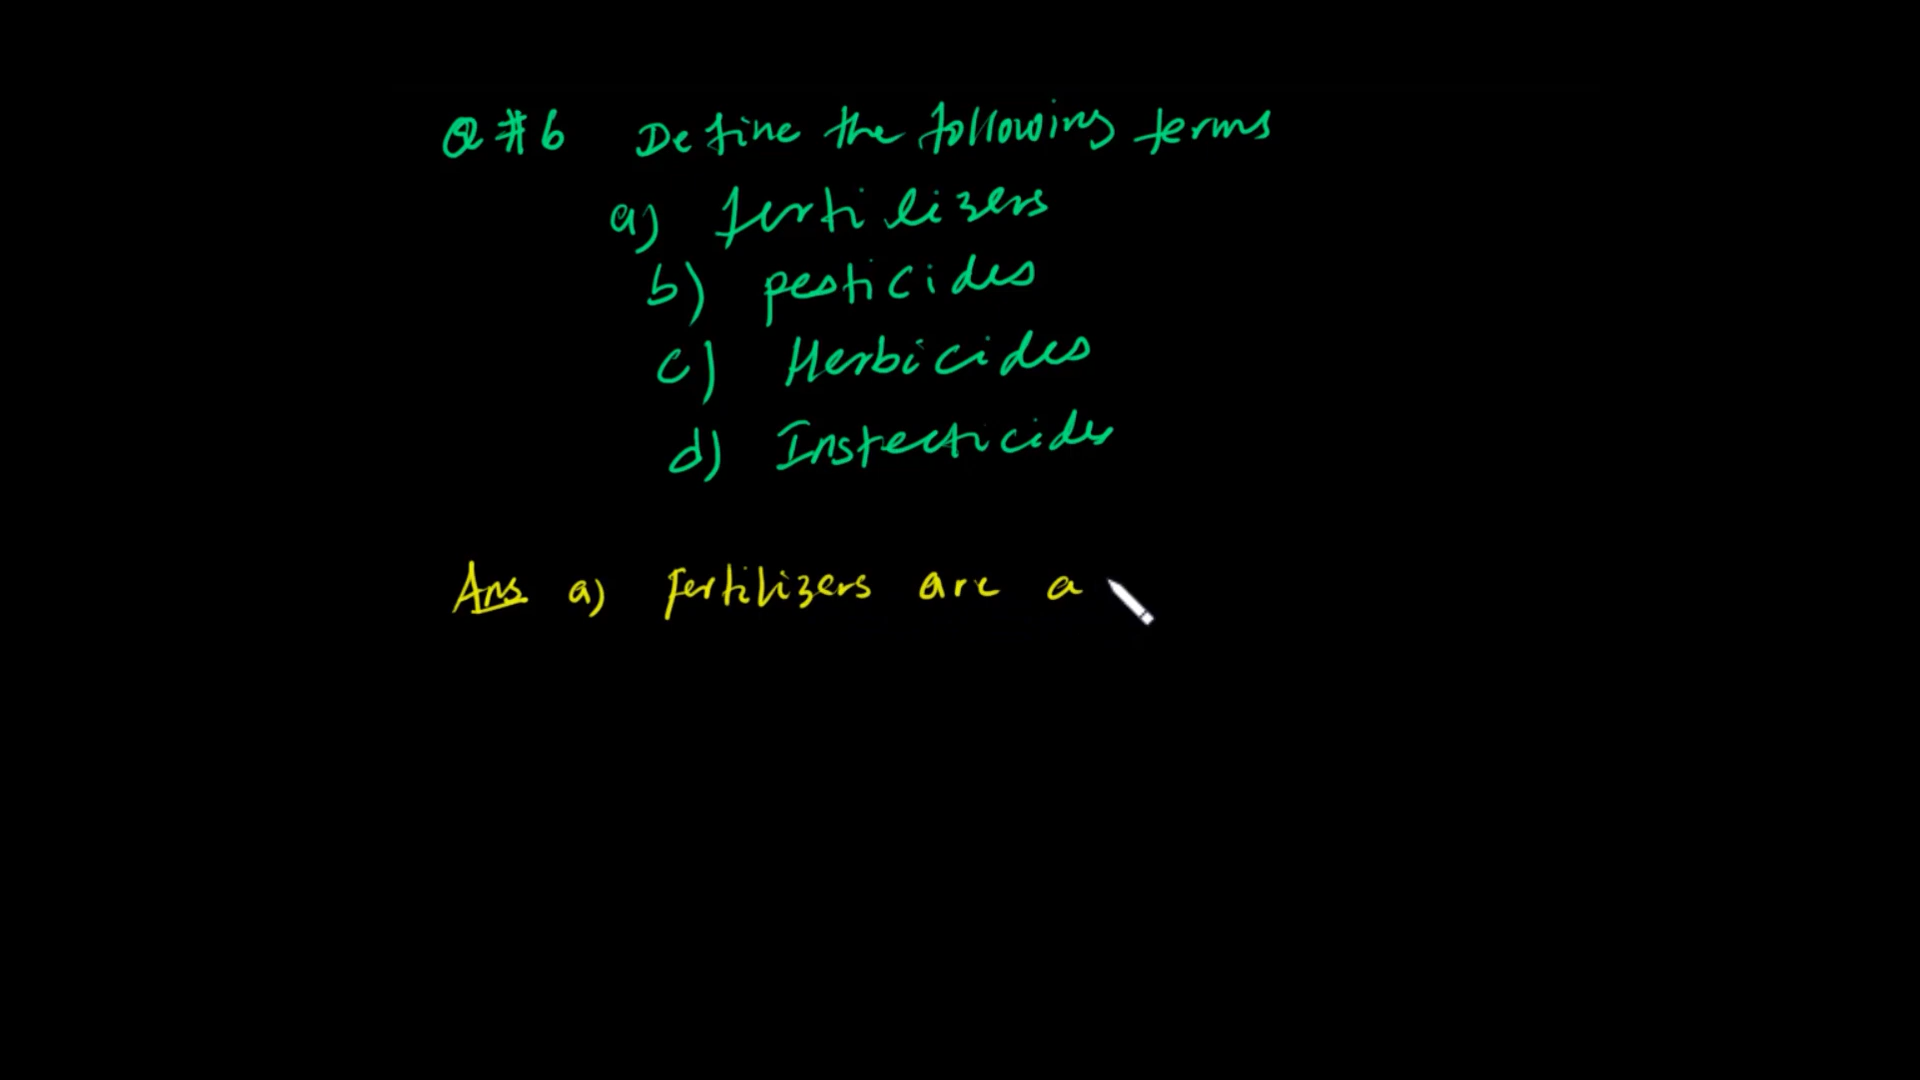 Q#6 Define the following terms
a) fertilizers
b) pesticides
c) Herbicides
d) Instecticides
Ans a) Fertilizers are a